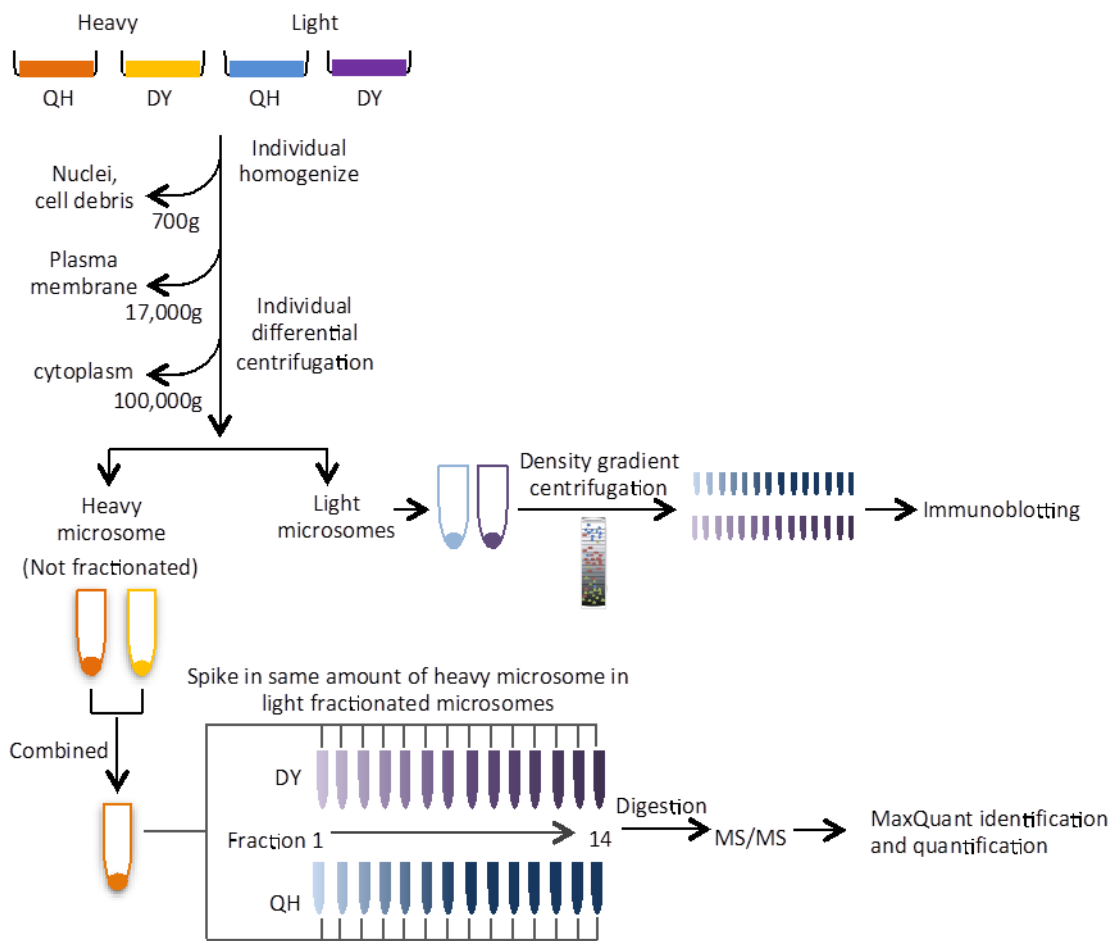 Heavy
Light
QH
DY
QH
DY
Individual
homogenize
Nuclei,
cell debris
700g
Plasma
membrane
17,000g
Individual
differential
centrifugation
cytoplasm
100,000g
Heavy
microsome
(Not fractionated)
Light
microsomes
Density gradient
centrifugation
Immunoblotting
Spike in same amount of heavy microsome in
light fractionated microsomes
Combined
DY
Fraction 1
14
QH
Digestion
MS/MS
MaxQuant identification
and quantification